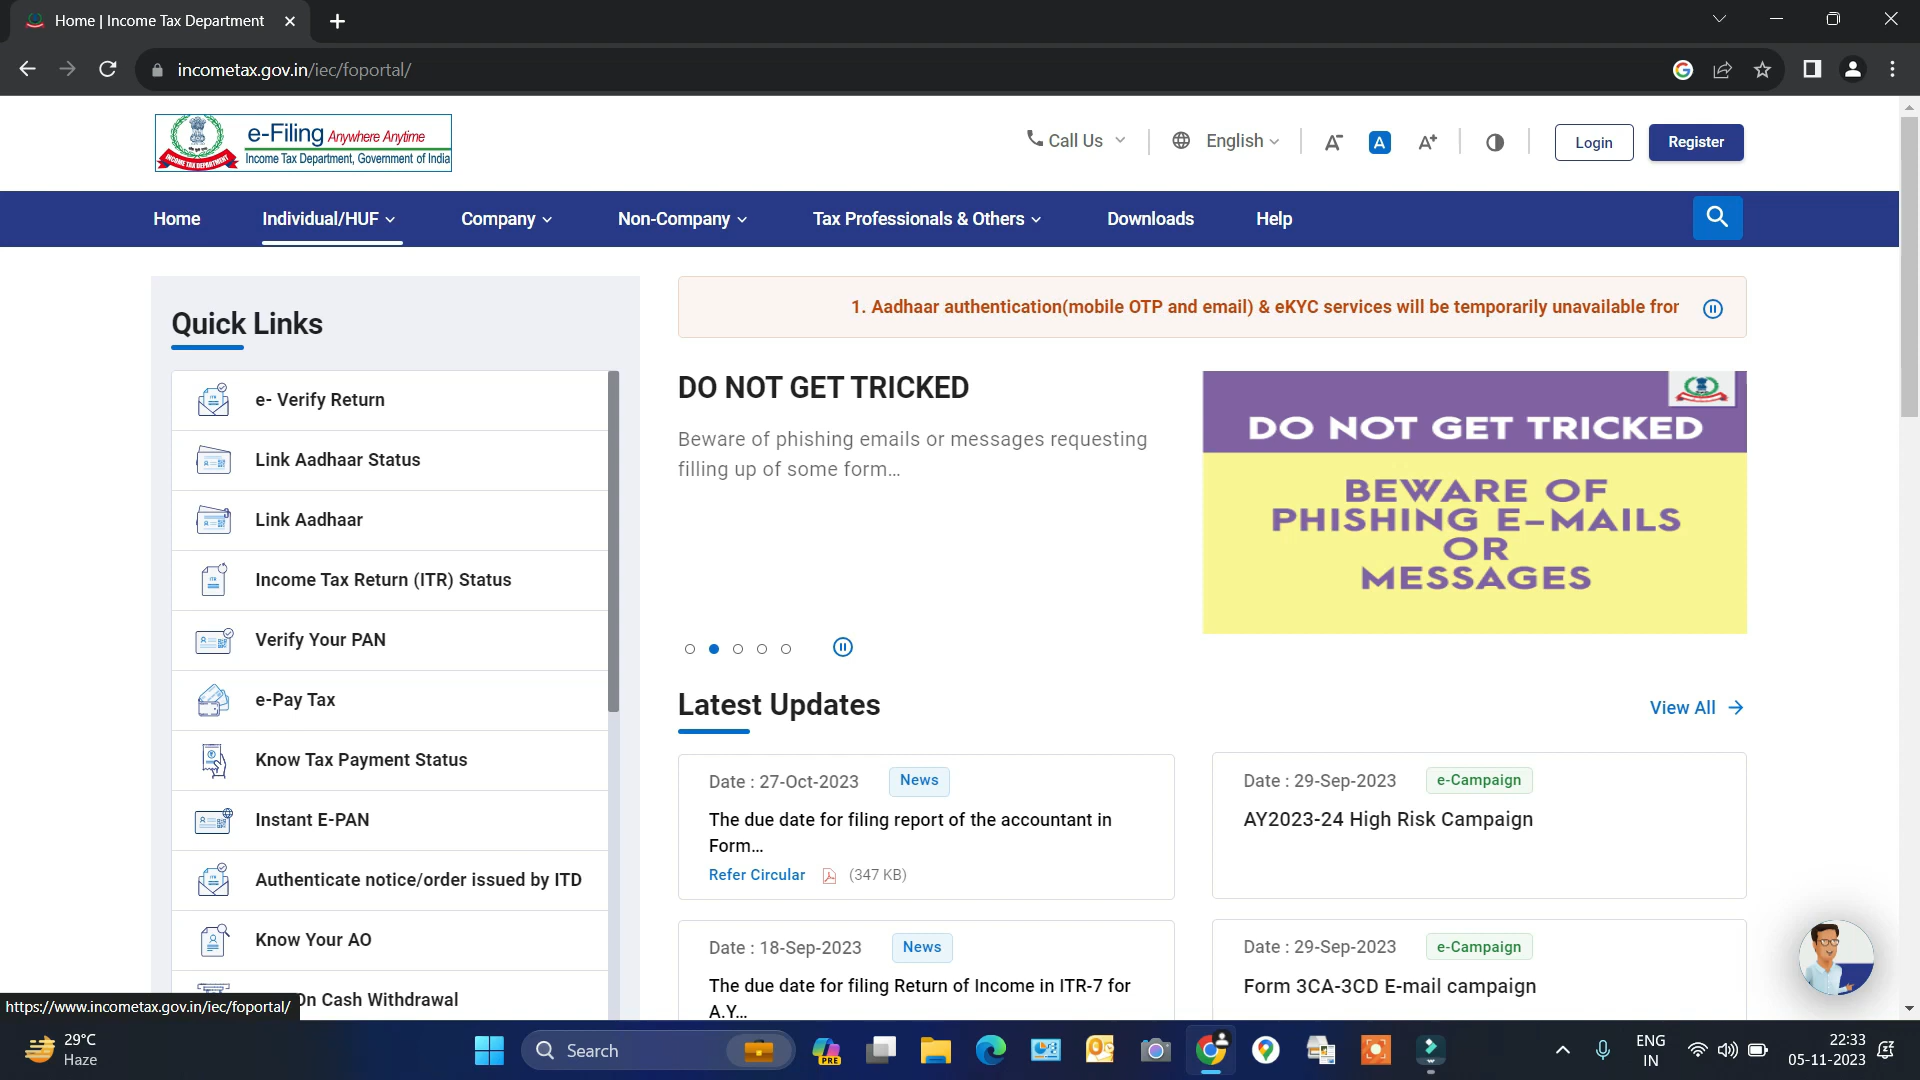 Home | Income Tax Department
incometax.gov.in/iec/foportal/
e-Filing Anywhere Anytime
Income Tax Department, Government of India
INCOME TAX DEPARTMENT
Call Us
English
A-
A
A+
Login
Register
Home
Individual/HUF
Company
Non-Company
Tax Professionals & Others
Downloads
Help
Quick Links
e- Verify Return
Link Aadhaar Status
Link Aadhaar
Income Tax Return (ITR) Status
Verify Your PAN
e-Pay Tax
Know Tax Payment Status
Instant E-PAN
Authenticate notice/order issued by ITD
Know Your AO
On Cash Withdrawal
1. Aadhaar authentication(mobile OTP and email) & eKYC services will be temporarily unavailable fror
DO NOT GET TRICKED
Beware of phishing emails or messages requesting
filling up of some form...
DO NOT GET TRICKED
BEWARE OF
PHISHING E-MAILS
OR
MESSAGES
Latest Updates
View All
Date : 27-Oct-2023
News
The due date for filing report of the accountant in
Form...
Refer Circular
(347 KB)
Date : 29-Sep-2023
e-Campaign
AY2023-24 High Risk Campaign
Date : 18-Sep-2023
News
The due date for filing Return of Income in ITR-7 for
A.Y...
Date : 29-Sep-2023
e-Campaign
Form 3CA-3CD E-mail campaign
https://www.incometax.gov.in/iec/foportal/
29°C
Haze
Search
PRE
ENG
IN
22:33
05-11-2023